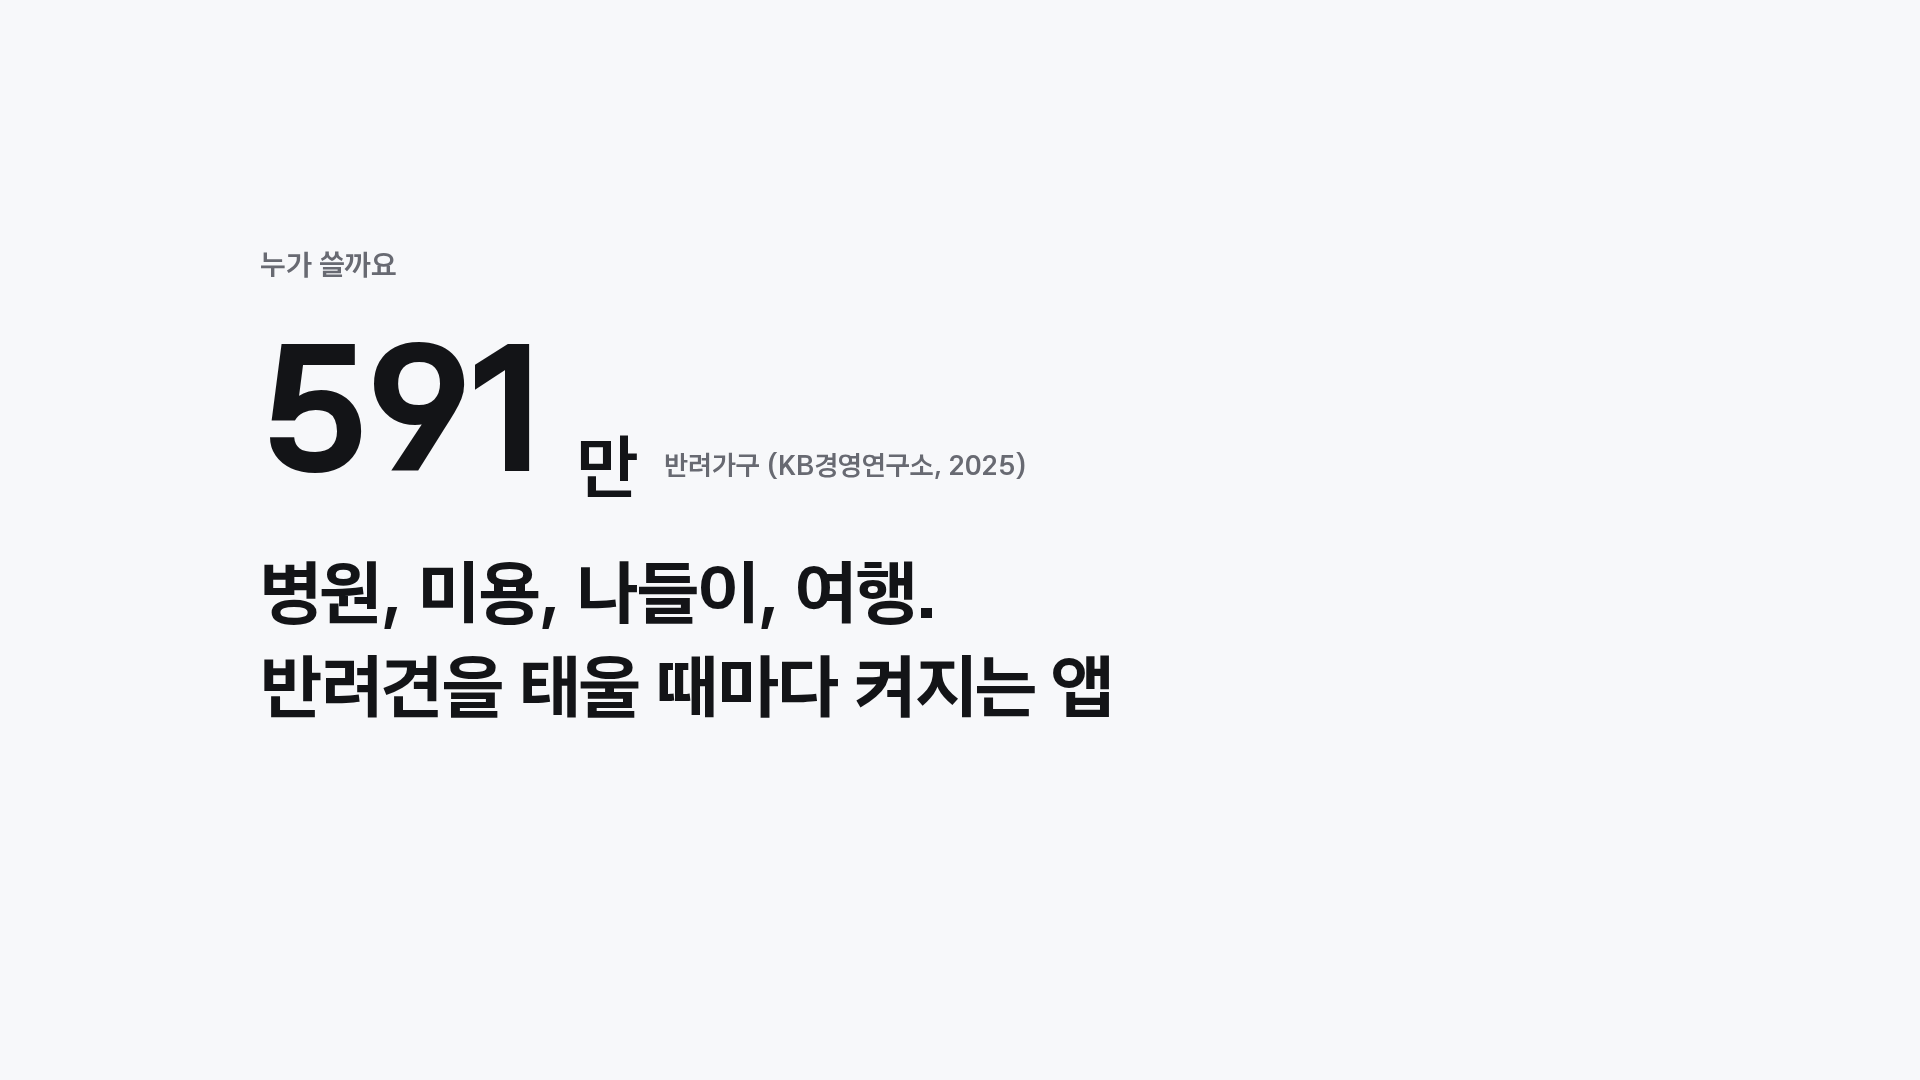 누가 쓸까요
591 만 반려가구 (KB경영연구소, 2025)
병원, 미용, 나들이, 여행.
반려견을 태울 때마다 켜지는 앱